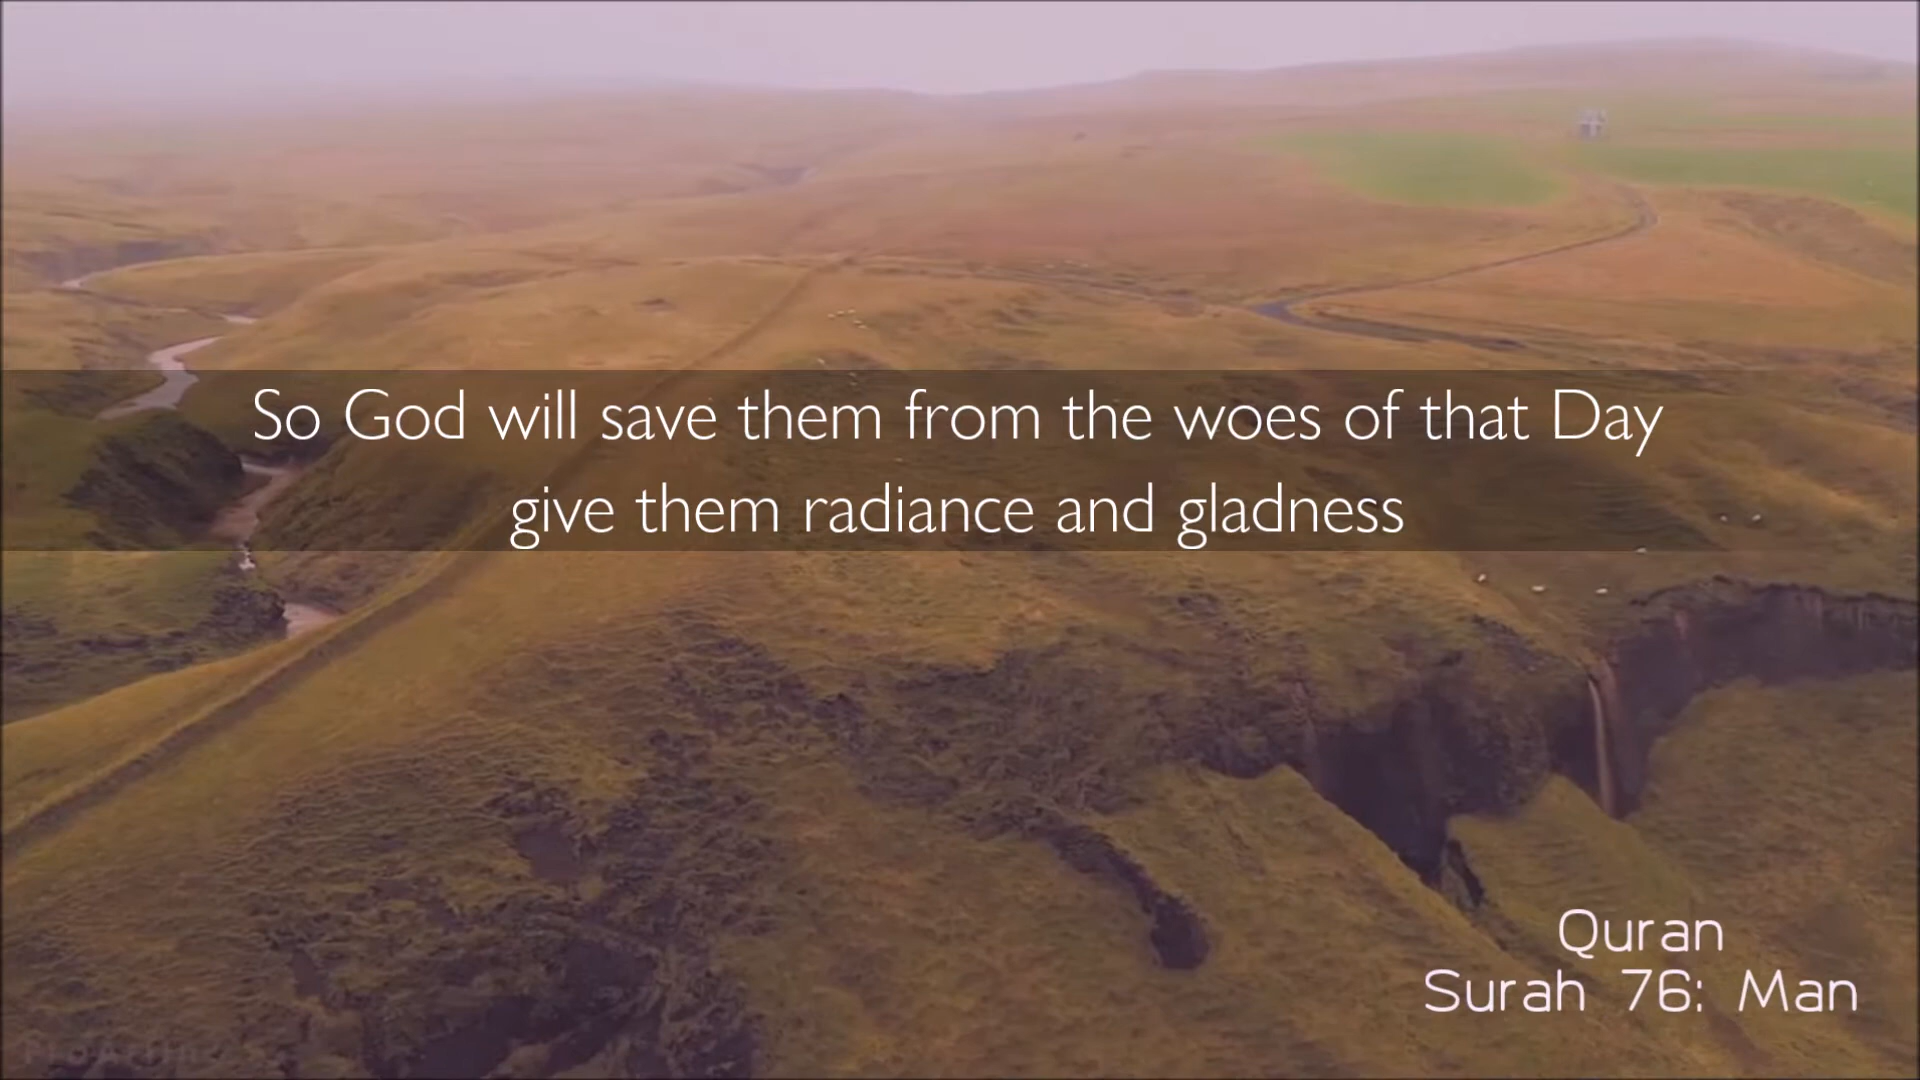 So God will save them from the woes of that Day
give them radiance and gladness
Quran
Surah 76: Man